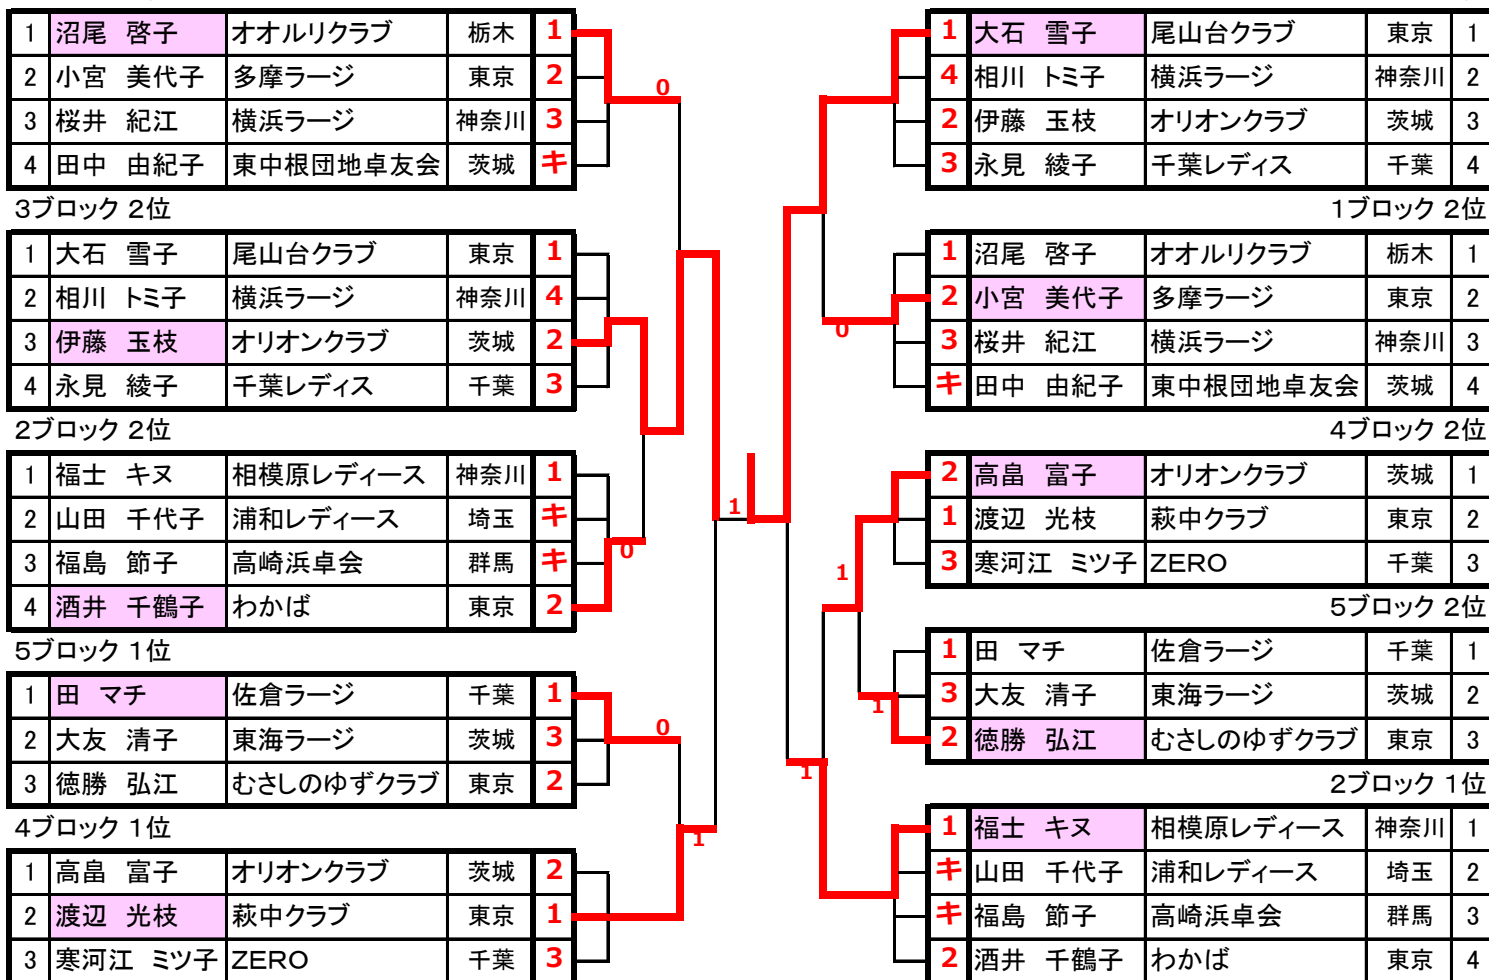 1 沼尾 啓子 オオルリクラブ 栃木 1
2 小宮 美代子 多摩ラージ 東京 2
0
3 桜井 紀江 横浜ラージ 神奈川 3
4 田中 由紀子 東中根団地卓友会 茨城 キ
3ブロック 2位
1 大石 雪子 尾山台クラブ 東京 1
2 相川 トミ子 横浜ラージ 神奈川 4
3 伊藤 玉枝 オリオンクラブ 茨城 2
4 永見 綾子 千葉レディス 千葉 3
2ブロック 2位
1 福士 キヌ 相模原レディース 神奈川 1
2 山田 千代子 浦和レディース 埼玉 キ
3 福島 節子 高崎浜卓会 群馬 キ
0
4 酒井 千鶴子 わかば 東京 2
5ブロック 1位
1 田 マチ 佐倉ラージ 千葉 1
0
2 大友 清子 東海ラージ 茨城 3
3 徳勝 弘江 むさしのゆずクラブ 東京 2
4ブロック 1位
1
1 高畠 富子 オリオンクラブ 茨城 2
2 渡辺 光枝 萩中クラブ 東京 1
3 寒河江 ミツ子 ZERO 千葉 3
1
1 大石 雪子 尾山台クラブ 東京 1
4 相川 トミ子 横浜ラージ 神奈川 2
2 伊藤 玉枝 オリオンクラブ 茨城 3
3 永見 綾子 千葉レディス 千葉 4
1ブロック 2位
1 沼尾 啓子 オオルリクラブ 栃木 1
2 小宮 美代子 多摩ラージ 東京 2
0
3 桜井 紀江 横浜ラージ 神奈川 3
キ 田中 由紀子 東中根団地卓友会 茨城 4
4ブロック 2位
2 高畠 富子 オリオンクラブ 茨城 1
1 渡辺 光枝 萩中クラブ 東京 2
3 寒河江 ミツ子 ZERO 千葉 3
1
5ブロック 2位
1 田 マチ 佐倉ラージ 千葉 1
3 大友 清子 東海ラージ 茨城 2
1
2 徳勝 弘江 むさしのゆずクラブ 東京 3
1
2ブロック 1位
1 福士 キヌ 相模原レディース 神奈川 1
キ 山田 千代子 浦和レディース 埼玉 2
キ 福島 節子 高崎浜卓会 群馬 3
2 酒井 千鶴子 わかば 東京 4